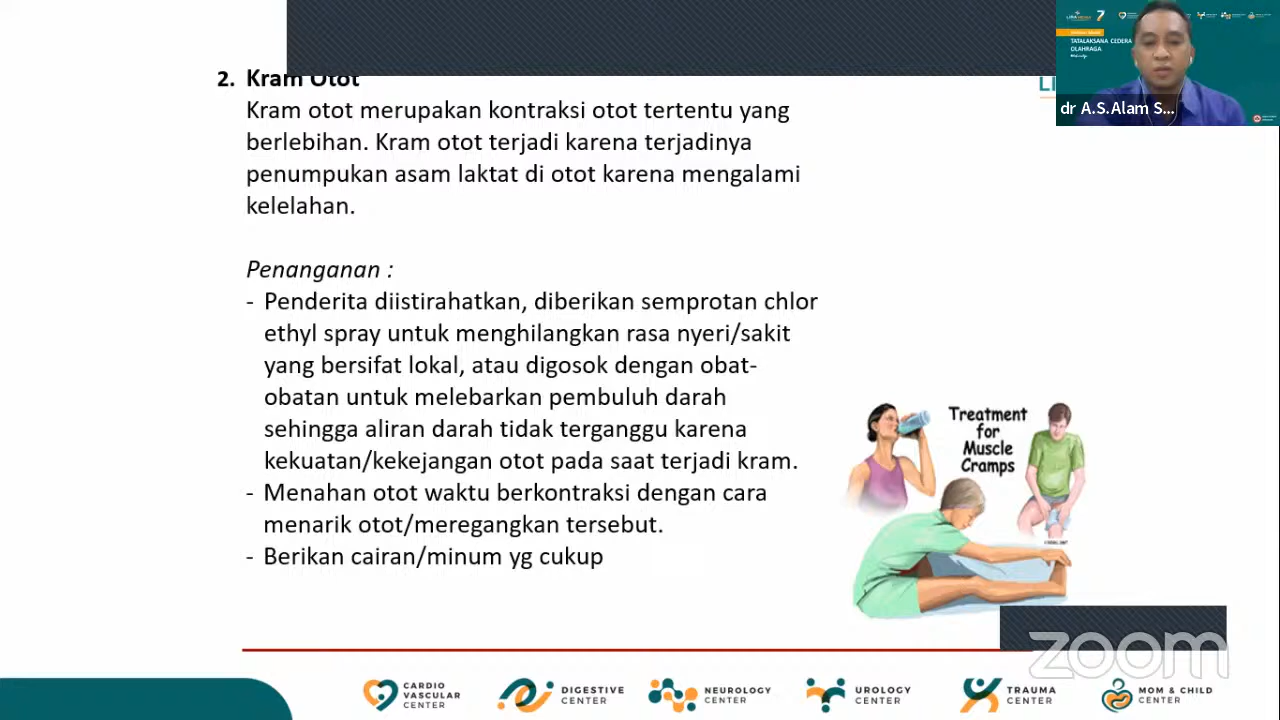 2. Kram Otot
Kram otot merupakan kontraksi otot tertentu yang
berlebihan. Kram otot terjadi karena terjadinya
penumpukan asam laktat di otot karena mengalami
kelelahan.
Penanganan :
- Penderita diistirahatkan, diberikan semprotan chlor
ethyl spray untuk menghilangkan rasa nyeri/sakit
yang bersifat lokal, atau digosok dengan obat-
obatan untuk melebarkan pembuluh darah
sehingga aliran darah tidak terganggu karena
kekuatan/kekejangan otot pada saat terjadi kram.
- Menahan otot waktu berkontraksi dengan cara
menarik otot/meregangkan tersebut.
- Berikan cairan/minum yg cukup
Treatment
for
Muscle
Cramps
TATALAKSANA CEDERA
OLAHRAGA
dr A.S.Alam S...
zoom
CARDIO
VASCULAR
CENTER
DIGESTIVE
CENTER
NEUROLOGY
CENTER
UROLOGY
CENTER
TRAUMA
CENTER
MOM & CHILD
CENTER